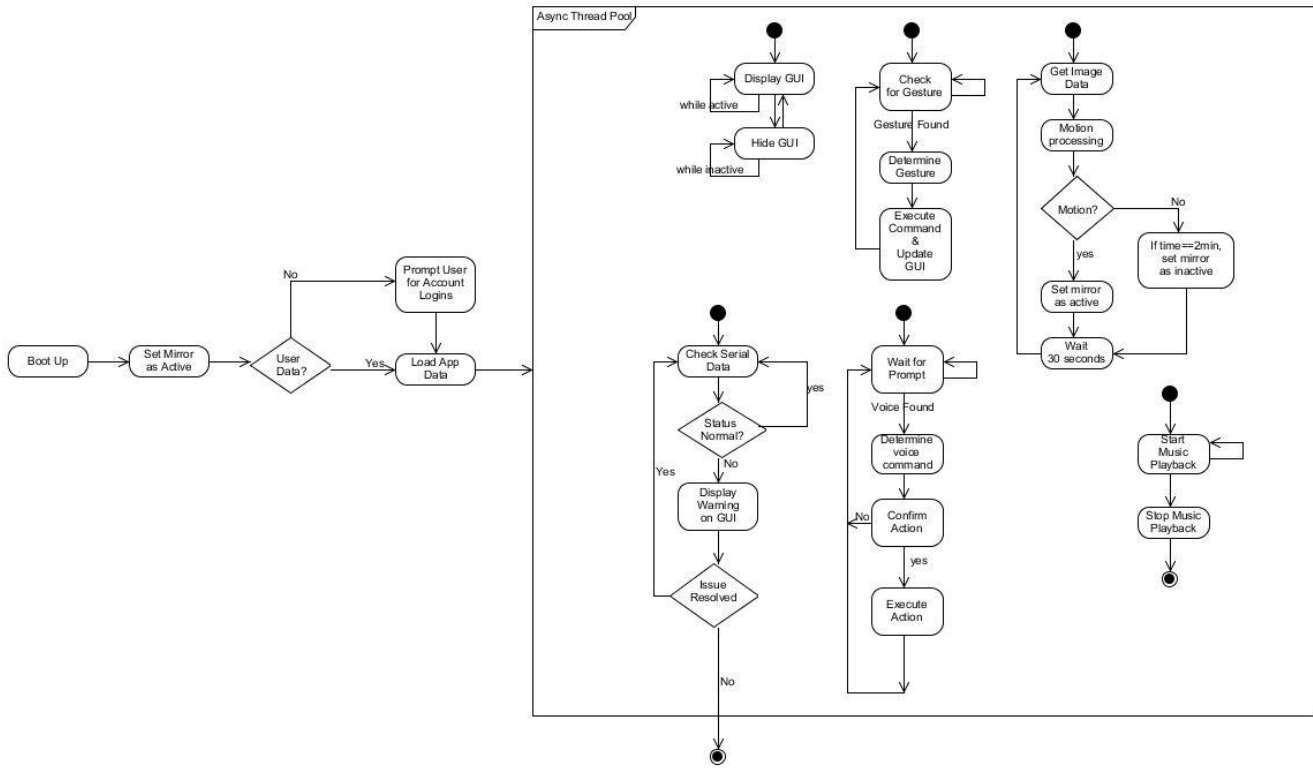 Async Thread Pool
Display GUI
while active
Hide GUI
while inactive
Check
for Gesture
Gesture Found
Determine
Gesture
Execute
Command
&
Update
GUI
Get Image
Data
Motion
processing
Motion?
No
yes
If time==2min,
set mirror
as inactive
Set mirror
as active
Wait
30 seconds
Boot Up
Set Mirror
as Active
User
Data?
No
Yes
Prompt User
for Account
Logins
Load App
Data
Check Serial
Data
yes
Status
Normal?
Yes
No
Display
Warning
on GUI
Issue
Resolved
No
Wait for
Prompt
Voice Found
Determine
voice
command
Confirm
Action
No
yes
Execute
Action
Start
Music
Playback
Stop Music
Playback